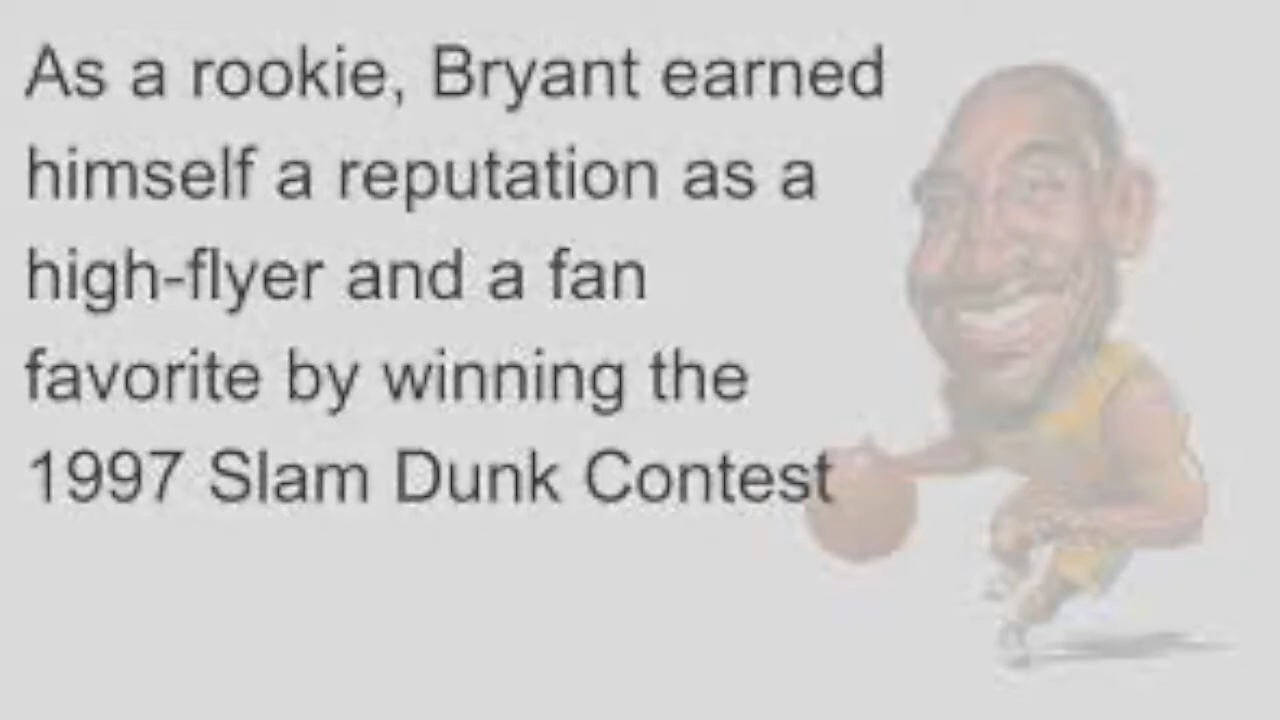 As a rookie, Bryant earned
himself a reputation as a
high-flyer and a fan
favorite by winning the
1997 Slam Dunk Contest